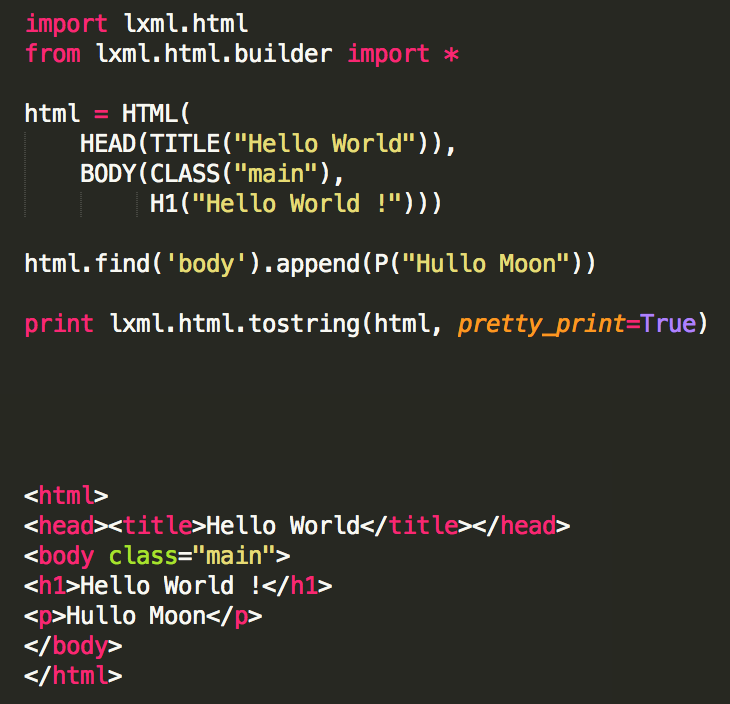 import lxml.html
from lxml.html.builder import *
html = HTML(
    HEAD(TITLE("Hello World")),
    BODY(CLASS("main"),
         H1("Hello World !")))
html.find('body').append(P("Hullo Moon"))
print lxml.html.tostring(html, pretty_print=True)
<html>
<head><title>Hello World</title></head>
<body class="main">
<h1>Hello World !</h1>
<p>Hullo Moon</p>
</body>
</html>